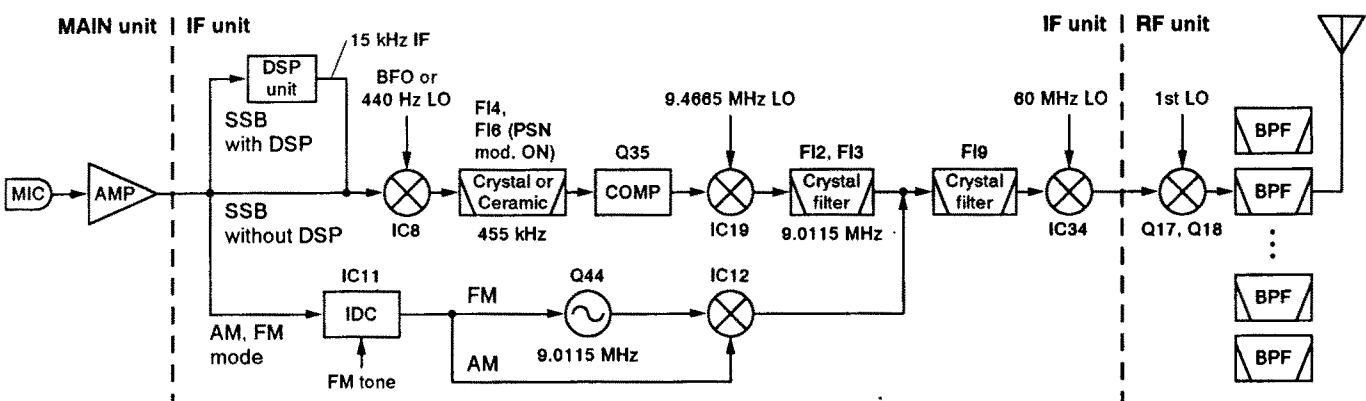 MAIN unit
IF unit
IF unit
RF unit
15 kHz IF
DSP
unit
BFO or
440 Hz LO
FI4,
FI6 (PSN
mod. ON)
9.4665 MHz LO
60 MHz LO
1st LO
SSB
with DSP
Q35
FI2, FI3
FI9
BPF
MIC
AMP
Crystal or
Ceramic
COMP
Crystal
filter
Crystal
filter
BPF
SSB
without DSP
IC8
455 kHz
IC19
9.0115 MHz
IC34
Q17, Q18
IC11
Q44
IC12
IDC
FM
BPF
AM, FM
mode
9.0115 MHz
AM
BPF
FM tone